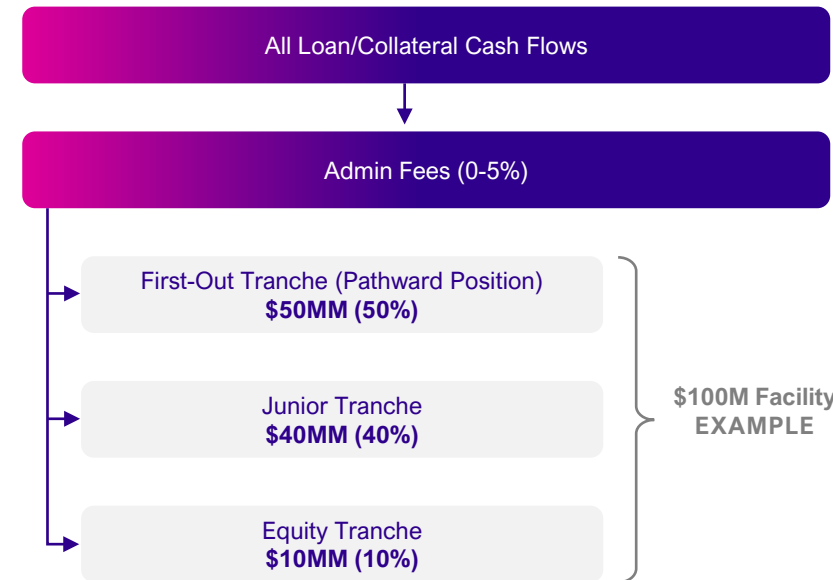 All Loan/Collateral Cash Flows
Admin Fees (0-5%)
First-Out Tranche (Pathward Position)
$50MM (50%)
Junior Tranche
$40MM (40%)
$100M Facility
EXAMPLE
Equity Tranche
$10MM (10%)